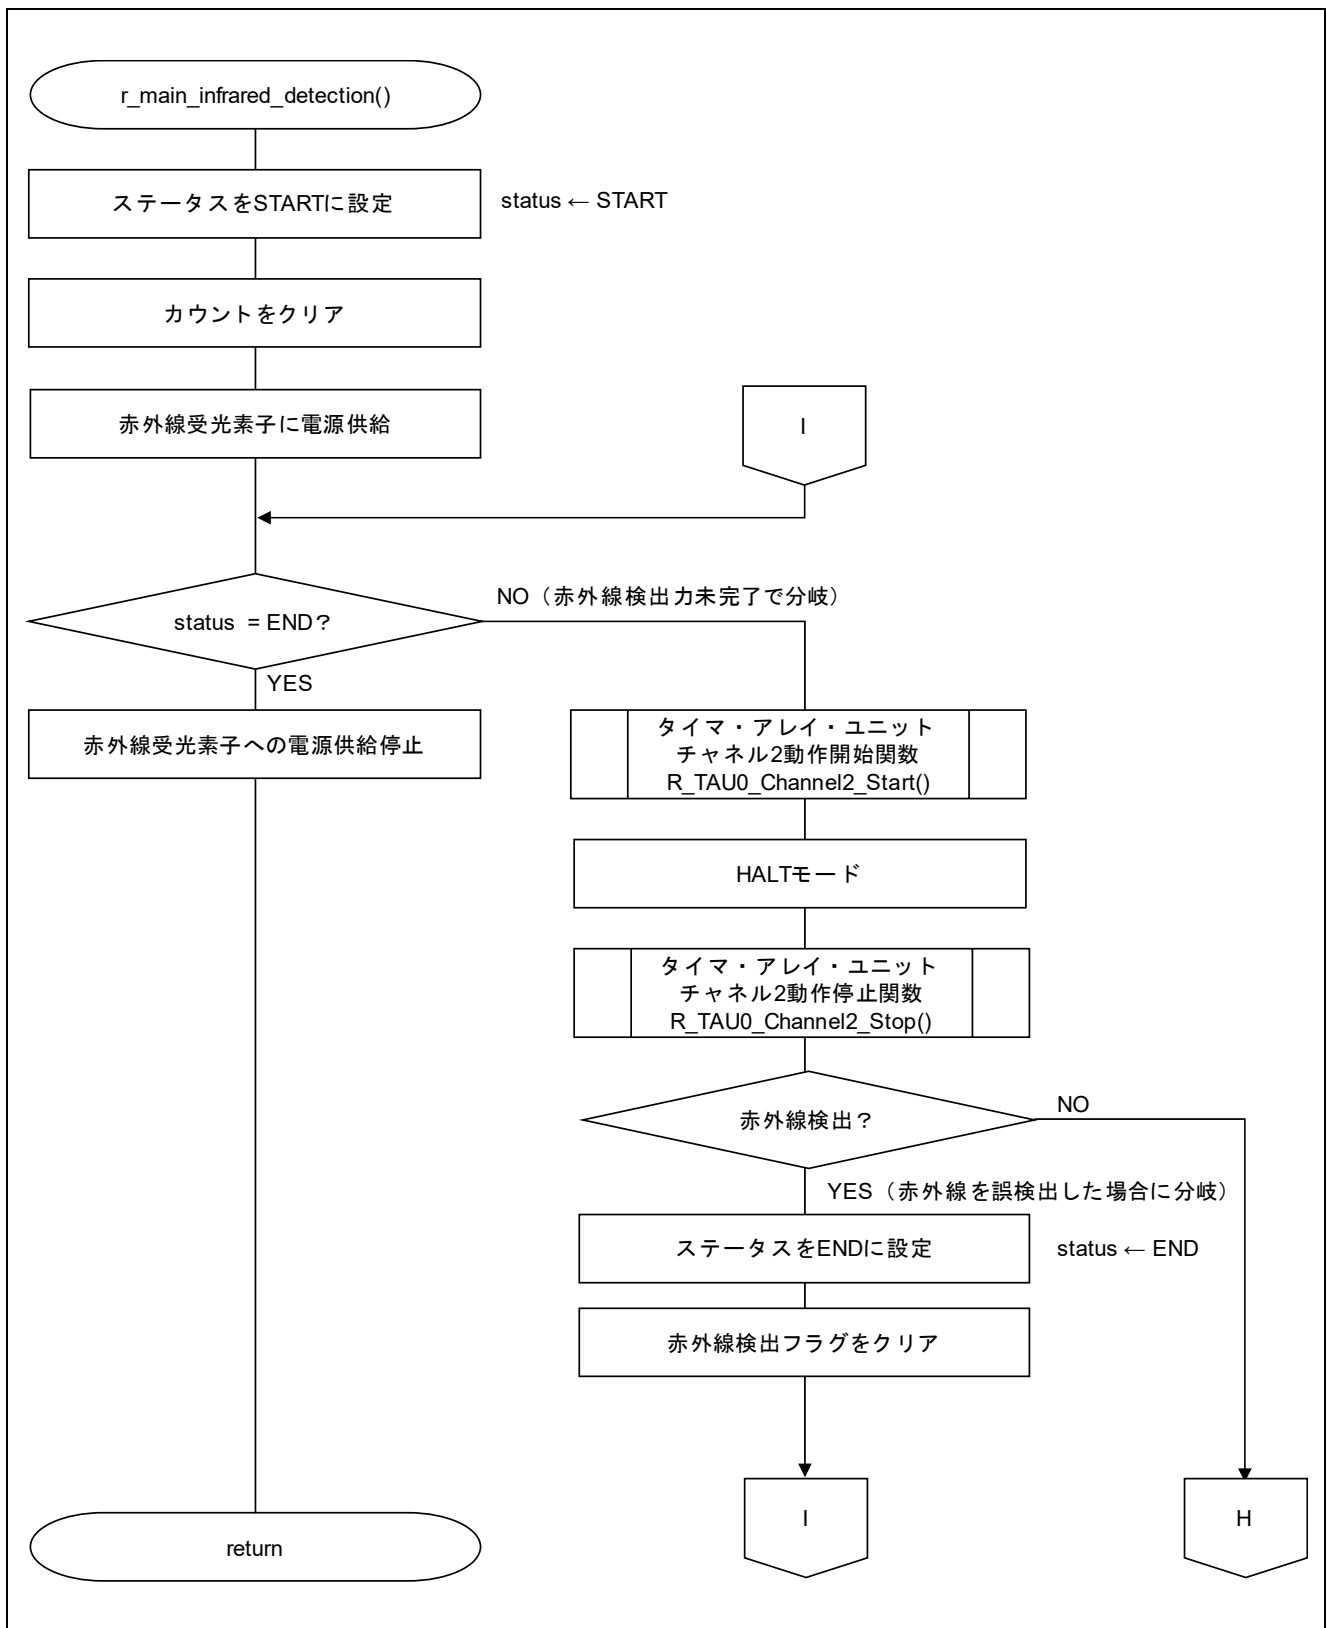 r_main_infrared_detection()
ステータスをSTARTに設定
status ← START
カウントをクリア
赤外線受光素子に電源供給
I
status = END？
NO（赤外線検出力未完了で分岐）
YES
赤外線受光素子への電源供給停止
タイマ・アレイ・ユニット
チャネル2動作開始関数
R_TAU0_Channel2_Start()
HALTモード
タイマ・アレイ・ユニット
チャネル2動作停止関数
R_TAU0_Channel2_Stop()
赤外線検出？
NO
YES（赤外線を誤検出した場合に分岐）
ステータスをENDに設定
status ← END
赤外線検出フラグをクリア
I
H
return